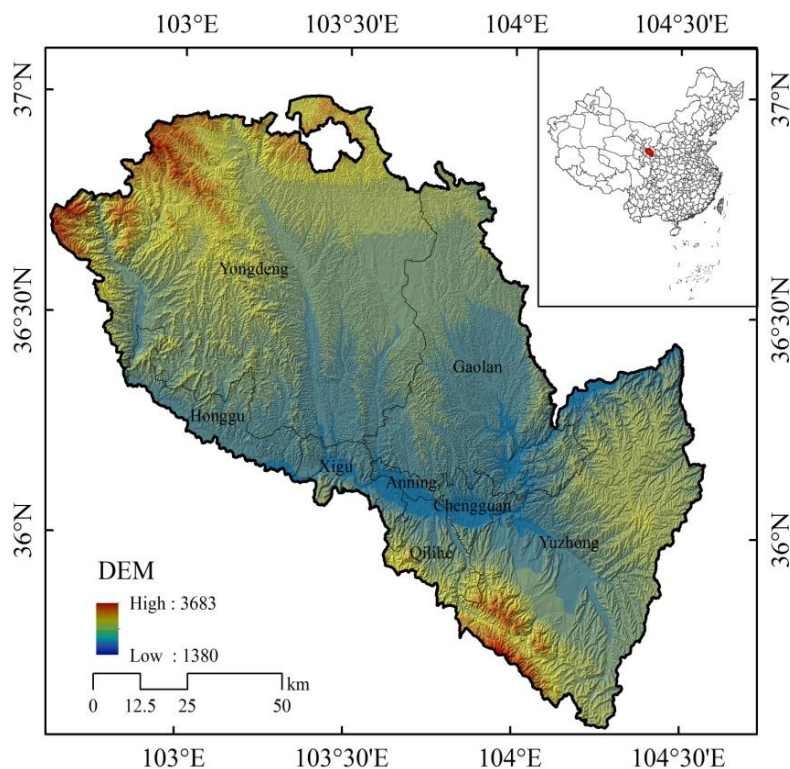 103°E 103°30'E 104°E 104°30'E
37°N 37°N
Yongdeng
36°30'N 36°30'N
Gaolan
Honggu
Xigu
Anning
Chengguan
36°N 36°N
Yuzhong
Qilihe
DEM
High : 3683
Low : 1380
km
0 12.5 25 50
103°E 103°30'E 104°E 104°30'E